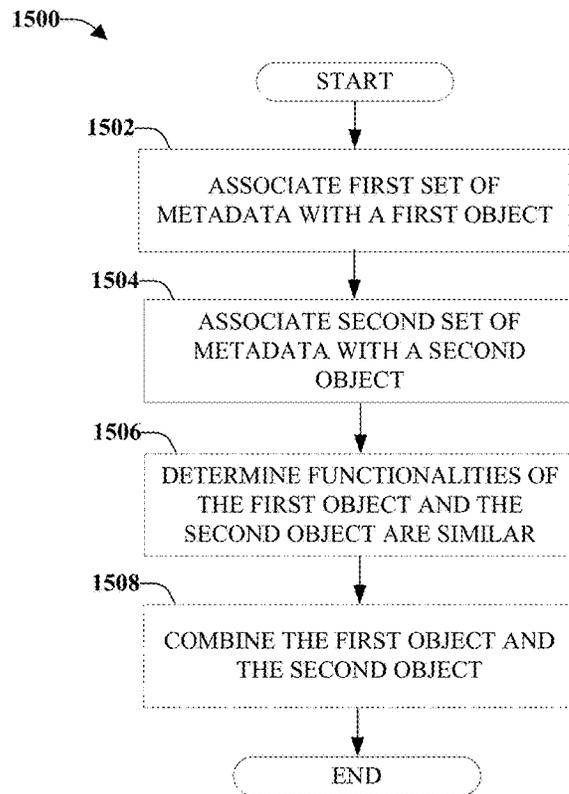 1500
START
1502
ASSOCIATE FIRST SET OF
METADATA WITH A FIRST OBJECT
1504
ASSOCIATE SECOND SET OF
METADATA WITH A SECOND
OBJECT
1506
DETERMINE FUNCTIONALITIES OF
THE FIRST OBJECT AND THE
SECOND OBJECT ARE SIMILAR
1508
COMBINE THE FIRST OBJECT AND
THE SECOND OBJECT
END